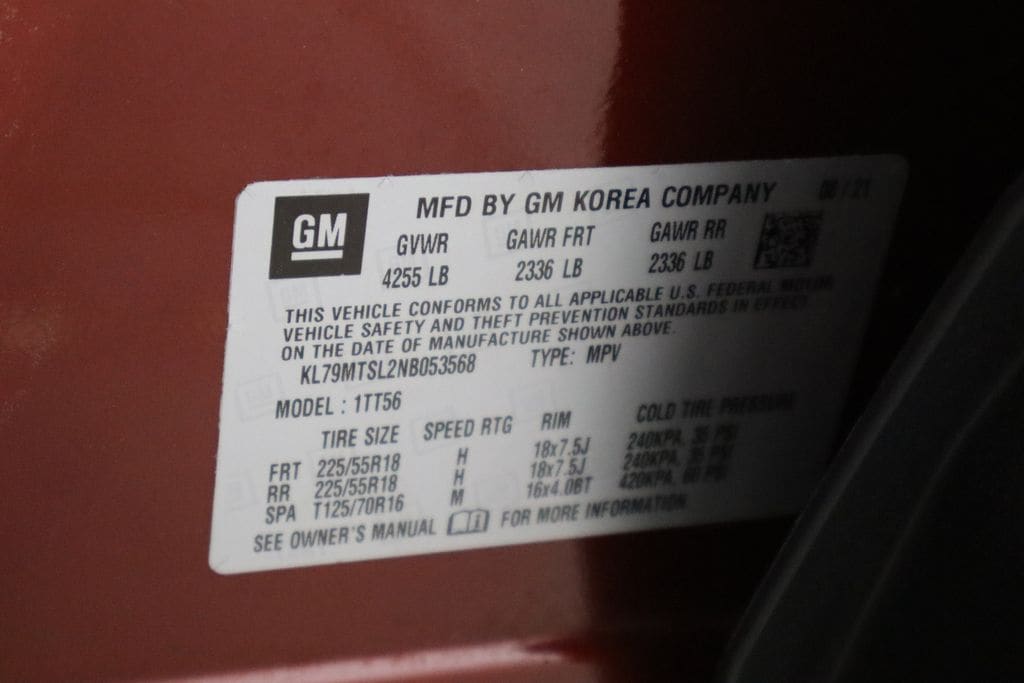 GM
MFD BY GM KOREA COMPANY 08/21
GVWR GAWR FRT GAWR RR
4255 LB 2336 LB 2336 LB
THIS VEHICLE CONFORMS TO ALL APPLICABLE U.S. FEDERAL MOTOR
VEHICLE SAFETY AND THEFT PREVENTION STANDARDS IN EFFECT
ON THE DATE OF MANUFACTURE SHOWN ABOVE.
KL79MTSL2NB053568 TYPE: MPV
MODEL : 1TT56
TIRE SIZE SPEED RTG RIM COLD TIRE PRESSURE
FRT 225/55R18 H 18x7.5J 240KPA, 35 PSI
RR 225/55R18 H 18x7.5J 240KPA, 35 PSI
SPA T125/70R16 M 16x4.0BT 420KPA, 60 PSI
SEE OWNER'S MANUAL FOR MORE INFORMATION